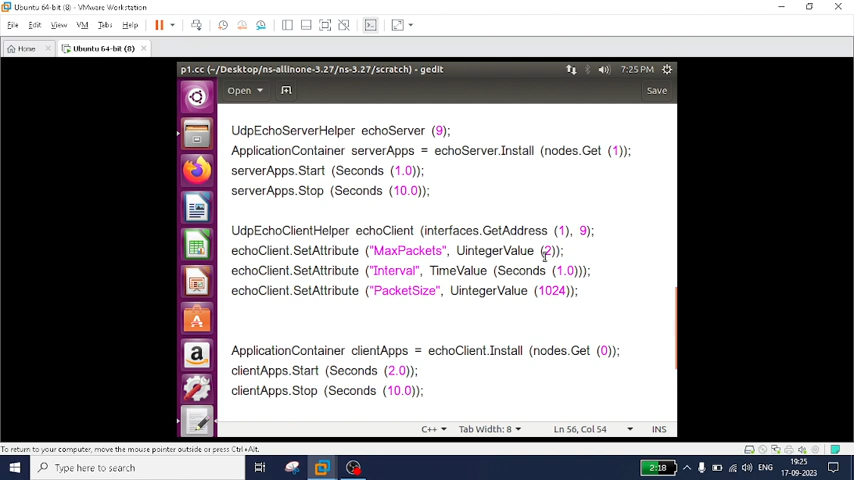 Ubuntu 64-bit (8) - VMware Workstation
File Edit View VM Tabs Help
Home Ubuntu 64-bit (8)
p1.cc (~/Desktop/ns-allinone-3.27/ns-3.27/scratch) - gedit 7:25 PM
Open Save
UdpEchoServerHelper echoServer (9);
ApplicationContainer serverApps = echoServer.Install (nodes.Get (1));
serverApps.Start (Seconds (1.0));
serverApps.Stop (Seconds (10.0));
UdpEchoClientHelper echoClient (interfaces.GetAddress (1), 9);
echoClient.SetAttribute ("MaxPackets", UintegerValue (2));
echoClient.SetAttribute ("Interval", TimeValue (Seconds (1.0)));
echoClient.SetAttribute ("PacketSize", UintegerValue (1024));
ApplicationContainer clientApps = echoClient.Install (nodes.Get (0));
clientApps.Start (Seconds (2.0));
clientApps.Stop (Seconds (10.0));
C++ Tab Width: 8 Ln 56, Col 54 INS
To return to your computer, move the mouse pointer outside or press Ctrl+Alt.
Type here to search 2:18 ENG 19:25
17-09-2023